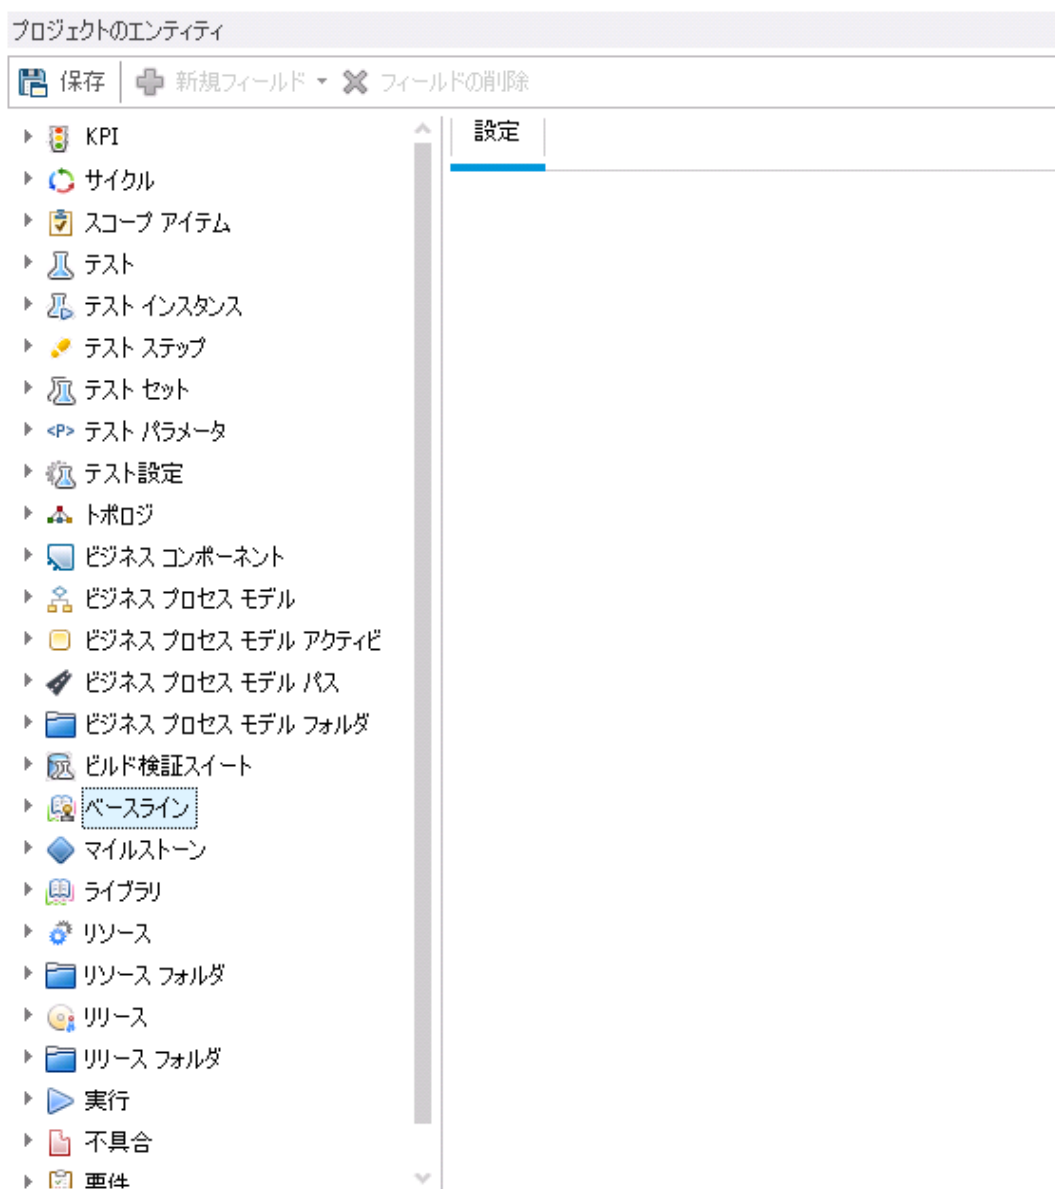 プロジェクトのエンティティ
保存 新規フィールド フィールドの削除
設定
KPI
サイクル
スコープ アイテム
テスト
テスト インスタンス
テスト ステップ
テスト セット
<P> テスト パラメータ
テスト設定
トポロジ
ビジネス コンポーネント
ビジネス プロセス モデル
ビジネス プロセス モデル アクティビ
ビジネス プロセス モデル パス
ビジネス プロセス モデル フォルダ
ビルド検証スイート
ベースライン
マイルストーン
ライブラリ
リソース
リソース フォルダ
リリース
リリース フォルダ
実行
不具合
要件